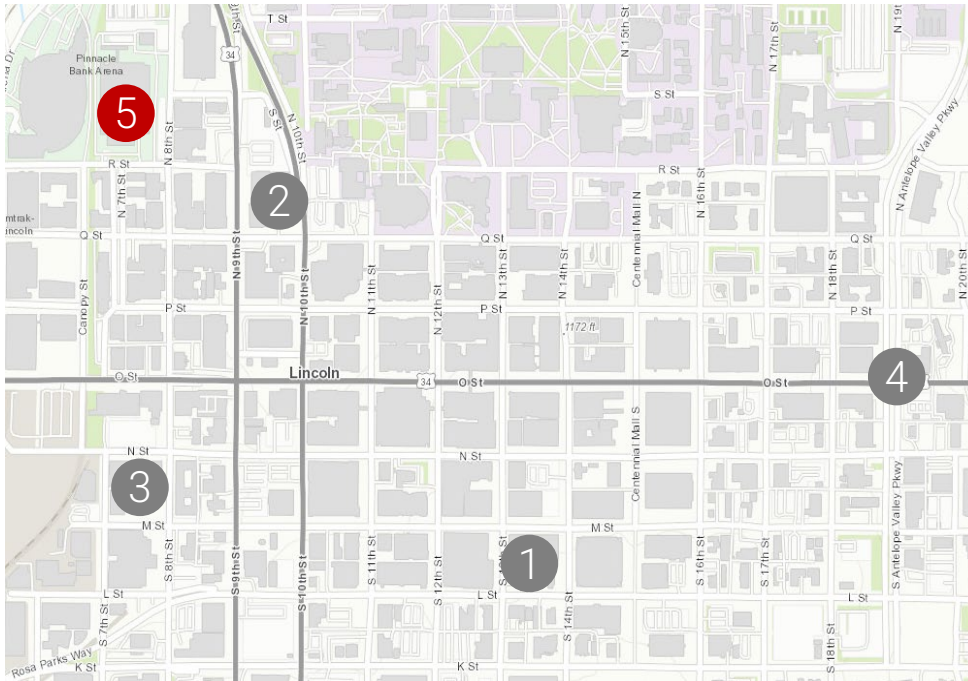 T St
34
N 15th St
N 17th St
N 19t
Pinnacle
Bank Arena
5
S St
S St
N 10th St
N 8th St
N Antelope Valley Pkwy
R St
R St
N 7th St
2
N 16th St
Centennial Mall N
Q St
Q St
Q St
N 9th St
N 10th St
N 11th St
N 12th St
N 13th St
N 14th St
N 18th St
N 20th St
Canopy St
P St
P St
P St
1172 ft
Lincoln
O St
34
O St
O St
4
Centennial Mall S
N St
N St
3
M St
M St
S 8th St
S 9th St
S 10th St
S 11th St
S 12th St
1
S 14th St
S 16th St
S 17th St
S Antelope Valley Pkwy
L St
L St
L St
S 7th St
S 18th St
Rosa Parks Way
K St
K St